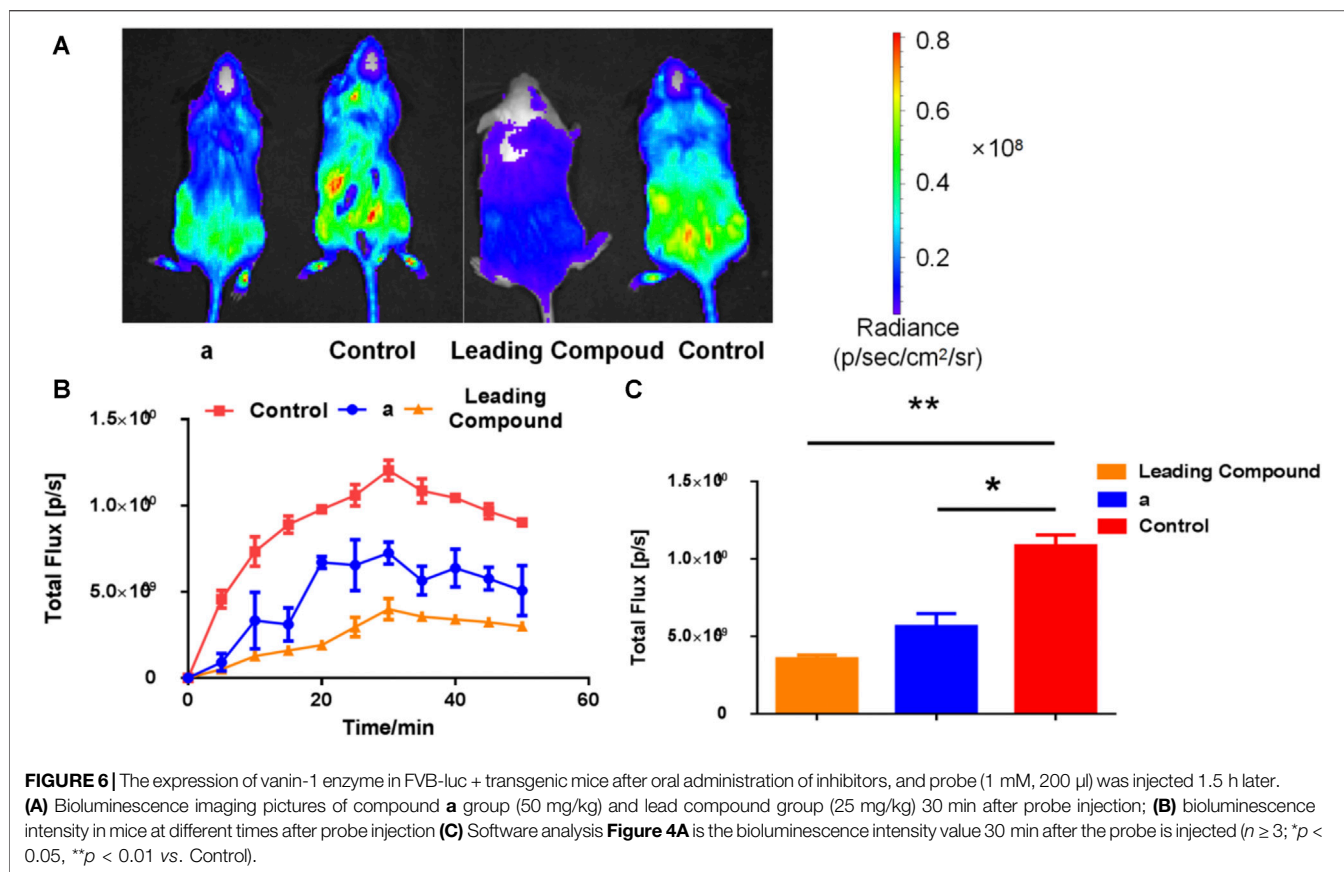 A
0.8
0.6
×10⁸
0.4
0.2
Radiance
(p/sec/cm²/sr)
a Control Leading Compoud Control
B
Control a Leading
Compound
1.5×10
1.0×10
5.0×10
0
Total Flux [p/s]
0 20 40 60
Time/min
C
**
*
Leading Compound
a
Control
1.5×10
1.0×10
5.0×10
0
Total Flux [p/s]
FIGURE 6 | The expression of vanin-1 enzyme in FVB-luc + transgenic mice after oral administration of inhibitors, and probe (1 mM, 200 μl) was injected 1.5 h later.
(A) Bioluminescence imaging pictures of compound a group (50 mg/kg) and lead compound group (25 mg/kg) 30 min after probe injection; (B) bioluminescence
intensity in mice at different times after probe injection (C) Software analysis Figure 4A is the bioluminescence intensity value 30 min after the probe is injected (n ≥ 3; *p <
0.05, **p < 0.01 vs. Control).